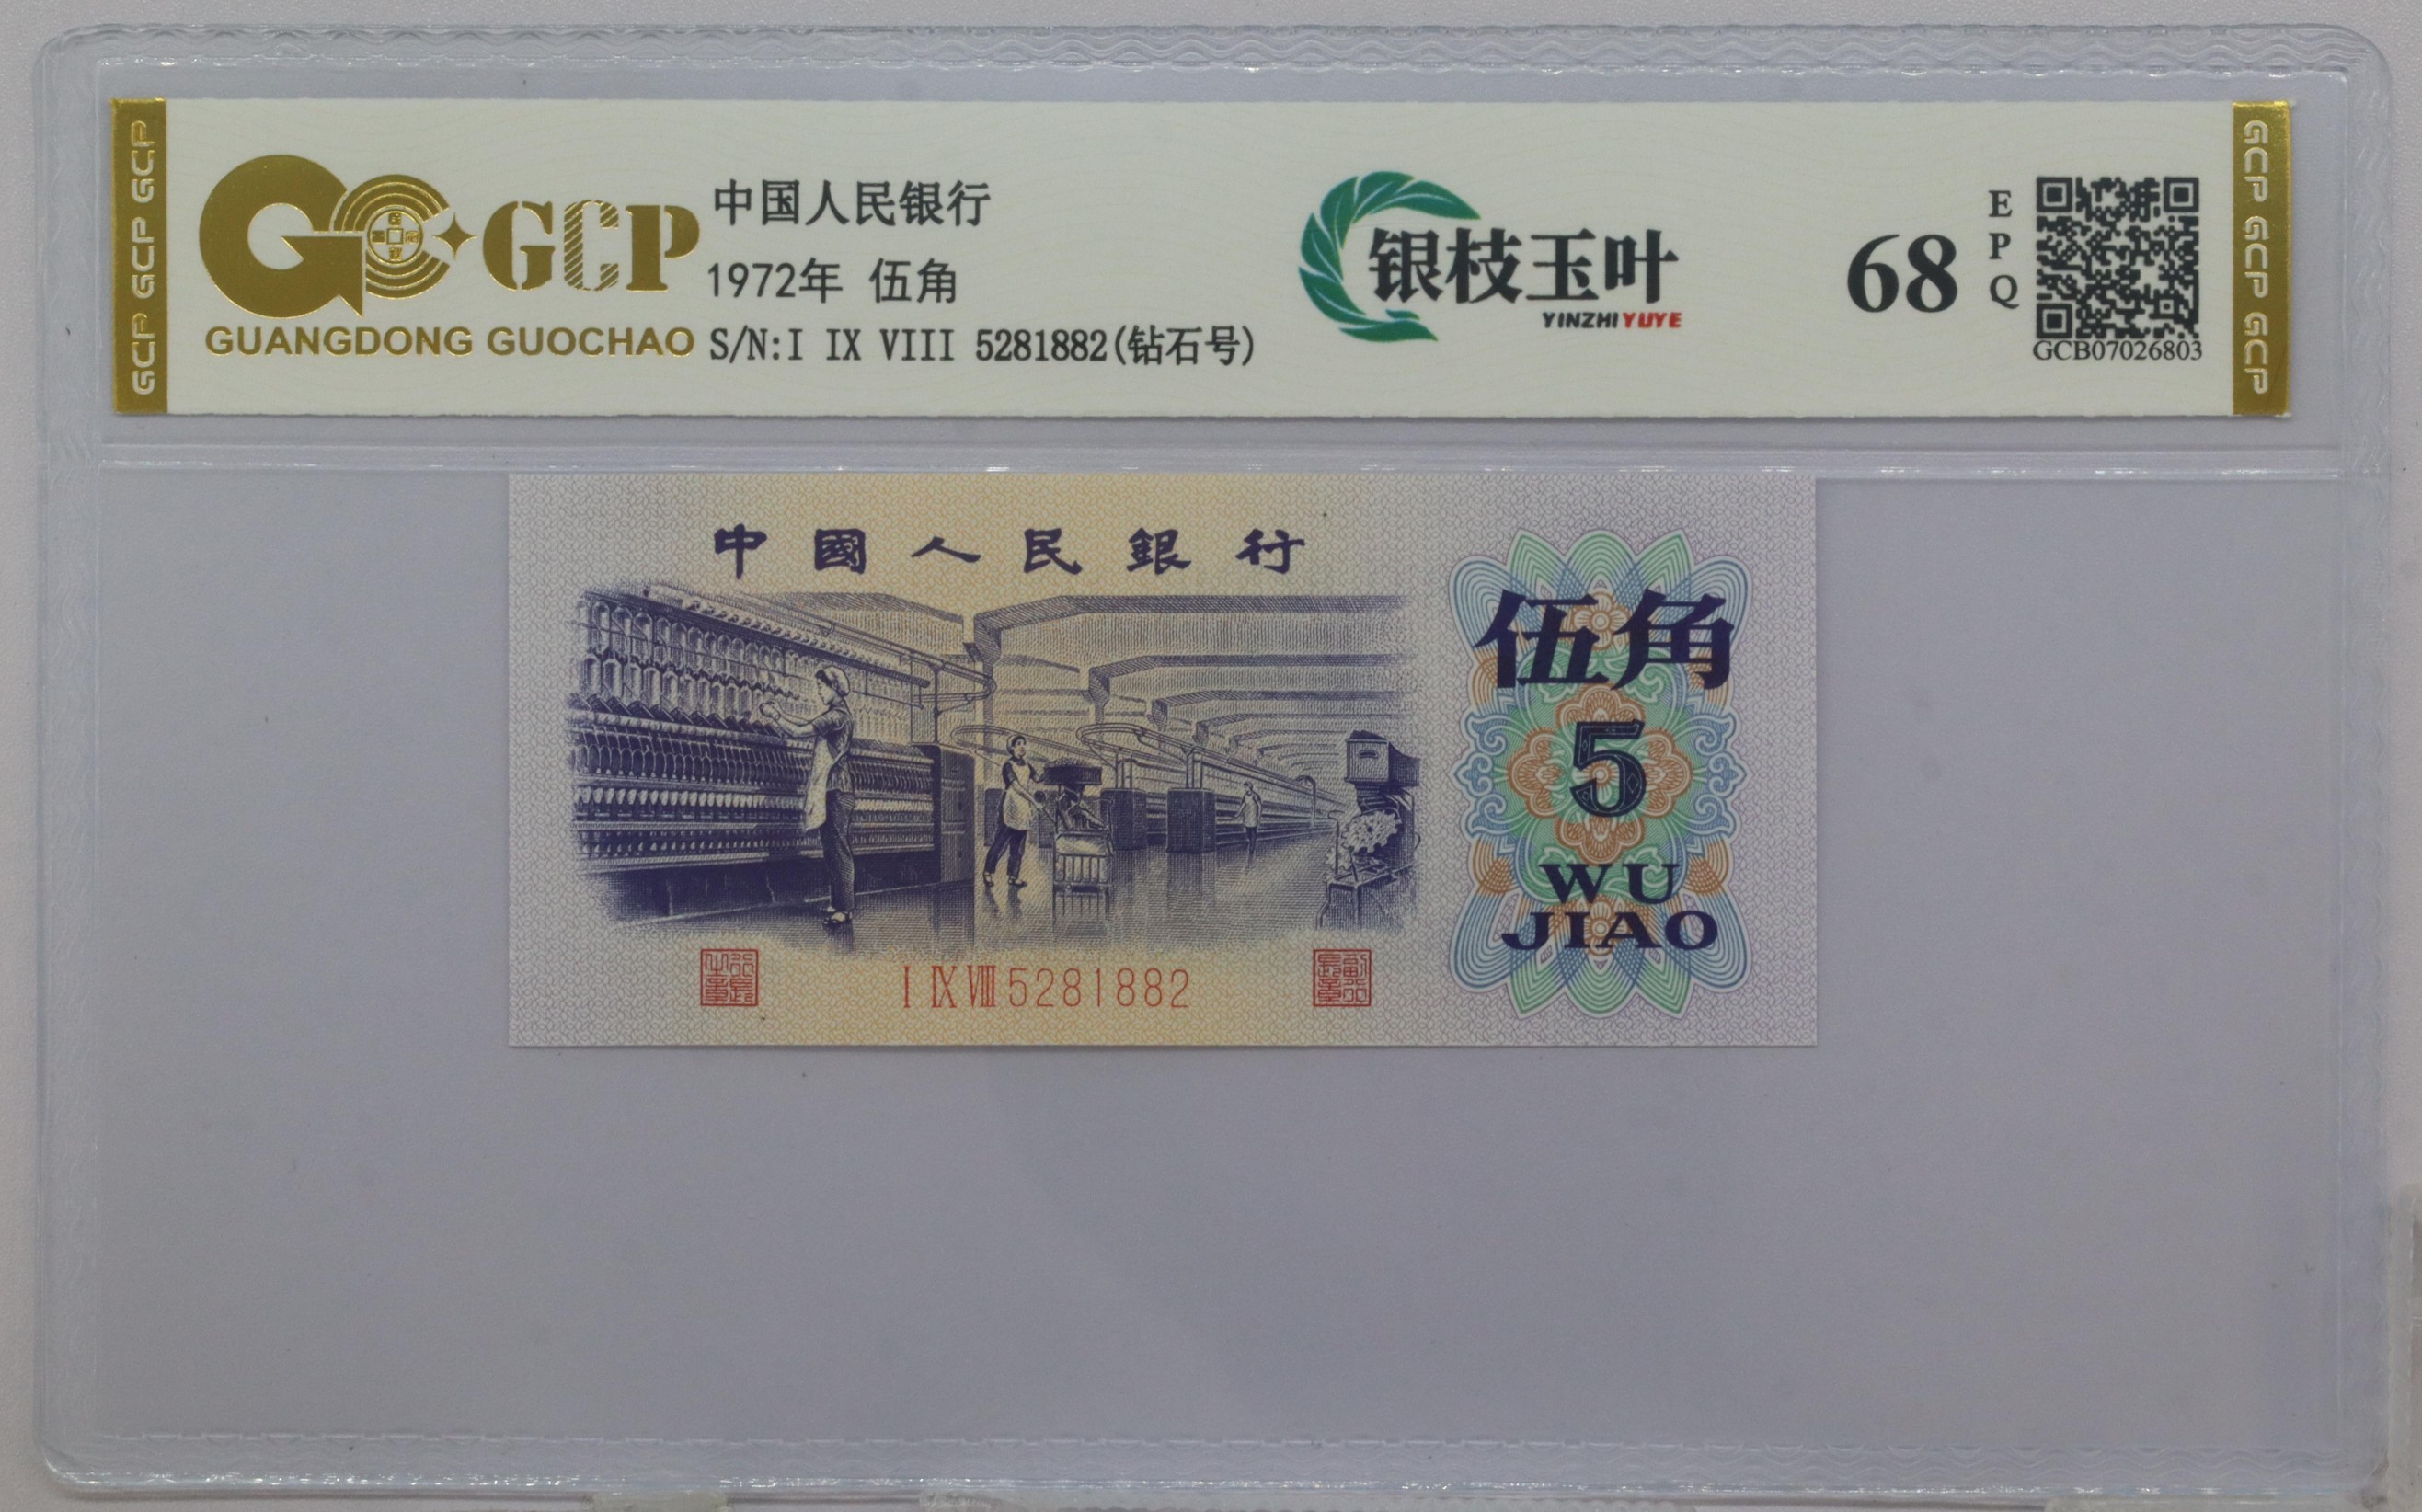 GCP GCP GCP
GCP
GUANGDONG GUOCHAO
中国人民银行
1972年 伍角
S/N:I IX VIII 5281882(钻石号)
银枝玉叶
YINZHI YUYE
68
EPQ
GCB07026803
GCP GCP GCP
中國人民銀行
伍角
5
WU
JIAO
I IX VIII 5281882